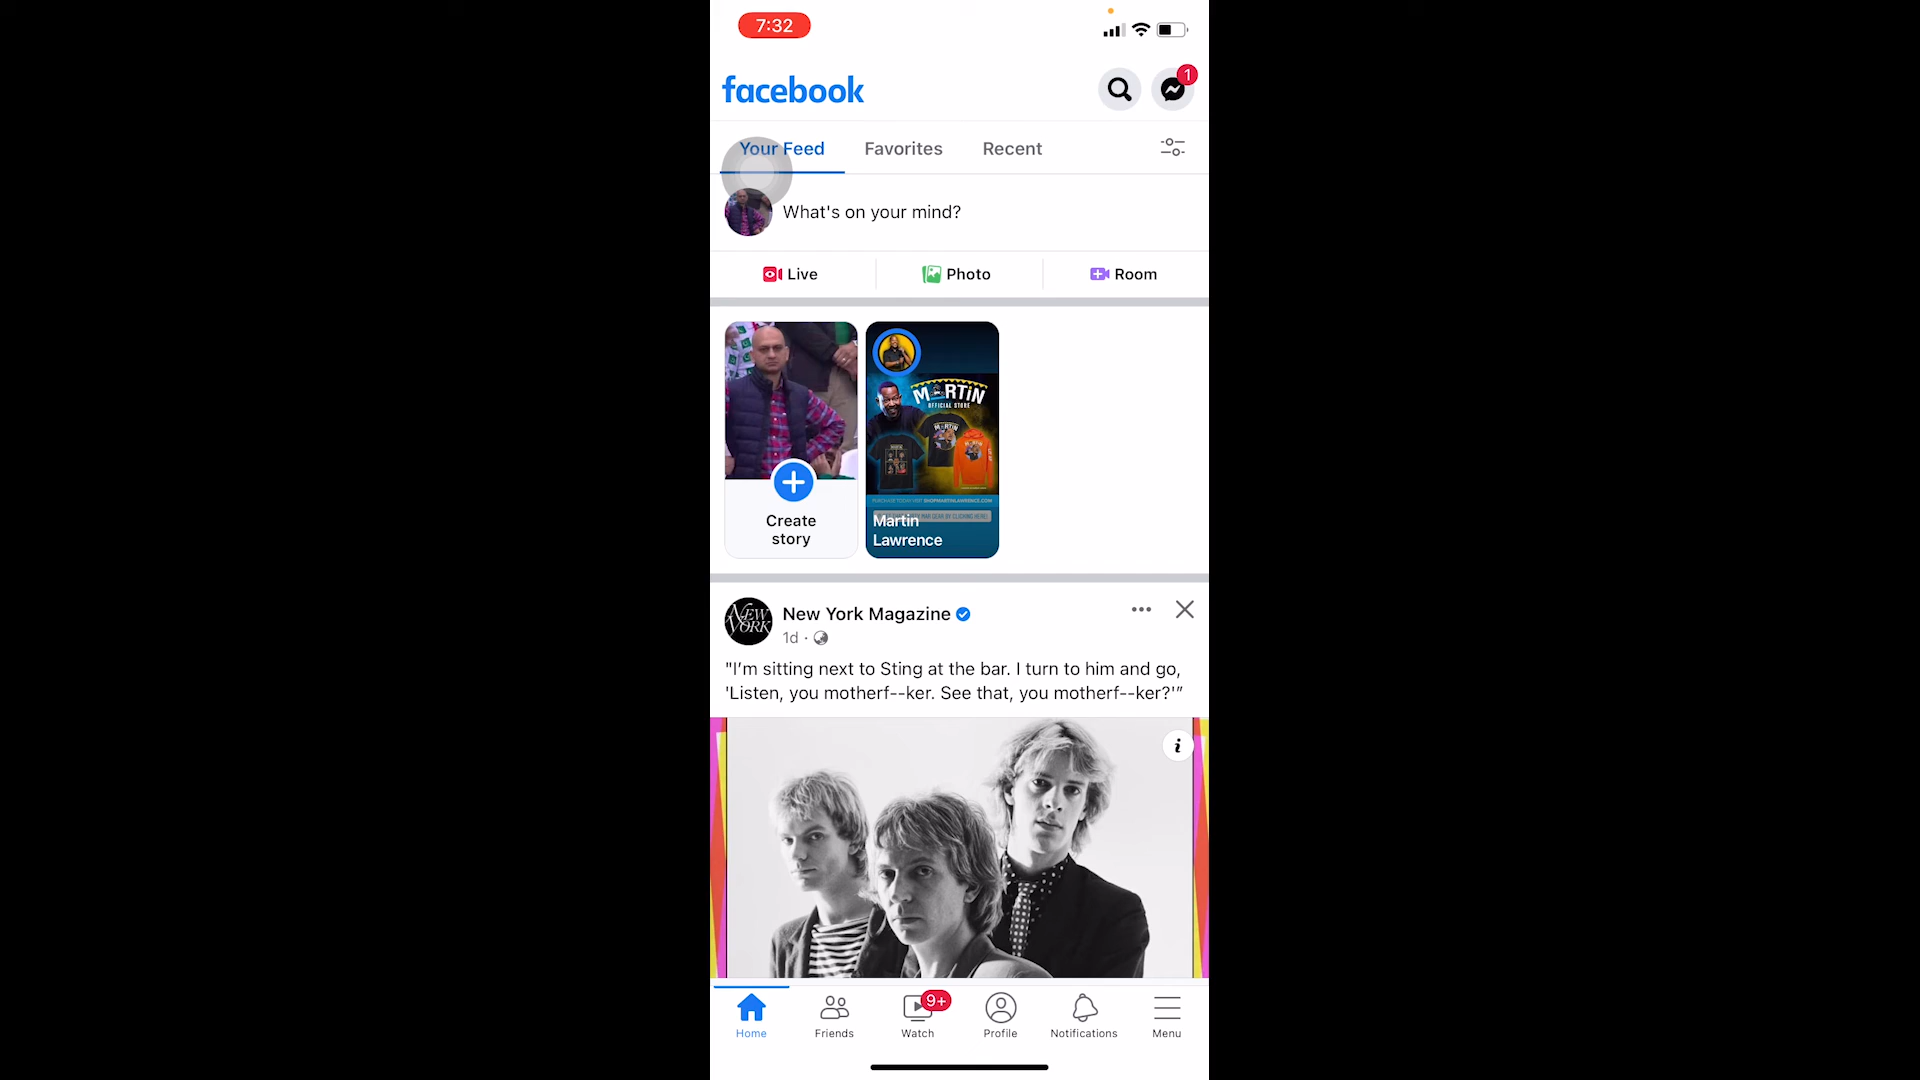 7:32
facebook
1
Your Feed
Favorites
Recent
What's on your mind?
Live
Photo
Room
MARTIN
OFFICIAL STORE
Create
story
Martin
Lawrence
NEW
YORK
New York Magazine
1d ·
"I'm sitting next to Sting at the bar. I turn to him and go,
'Listen, you motherf--ker. See that, you motherf--ker?'"
i
9+
Home
Friends
Watch
Profile
Notifications
Menu